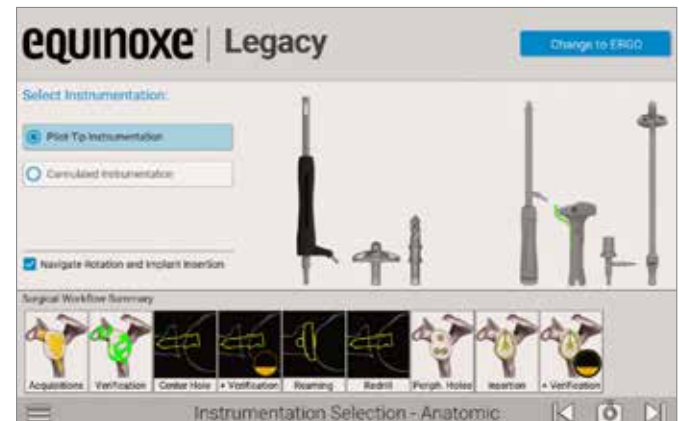 equinoxe | Legacy
Change to ERGO
Select Instrumentation:
Pilot Tip Instrumentation
Cannulated Instrumentation
Navigate Rotation and Implant Insertion
Surgical Workflow Summary
Acquisitions
Verification
Center Hole
+ Verification
Reaming
Redrill
Periph. Holes
Insertion
+ Verification
Instrumentation Selection - Anatomic